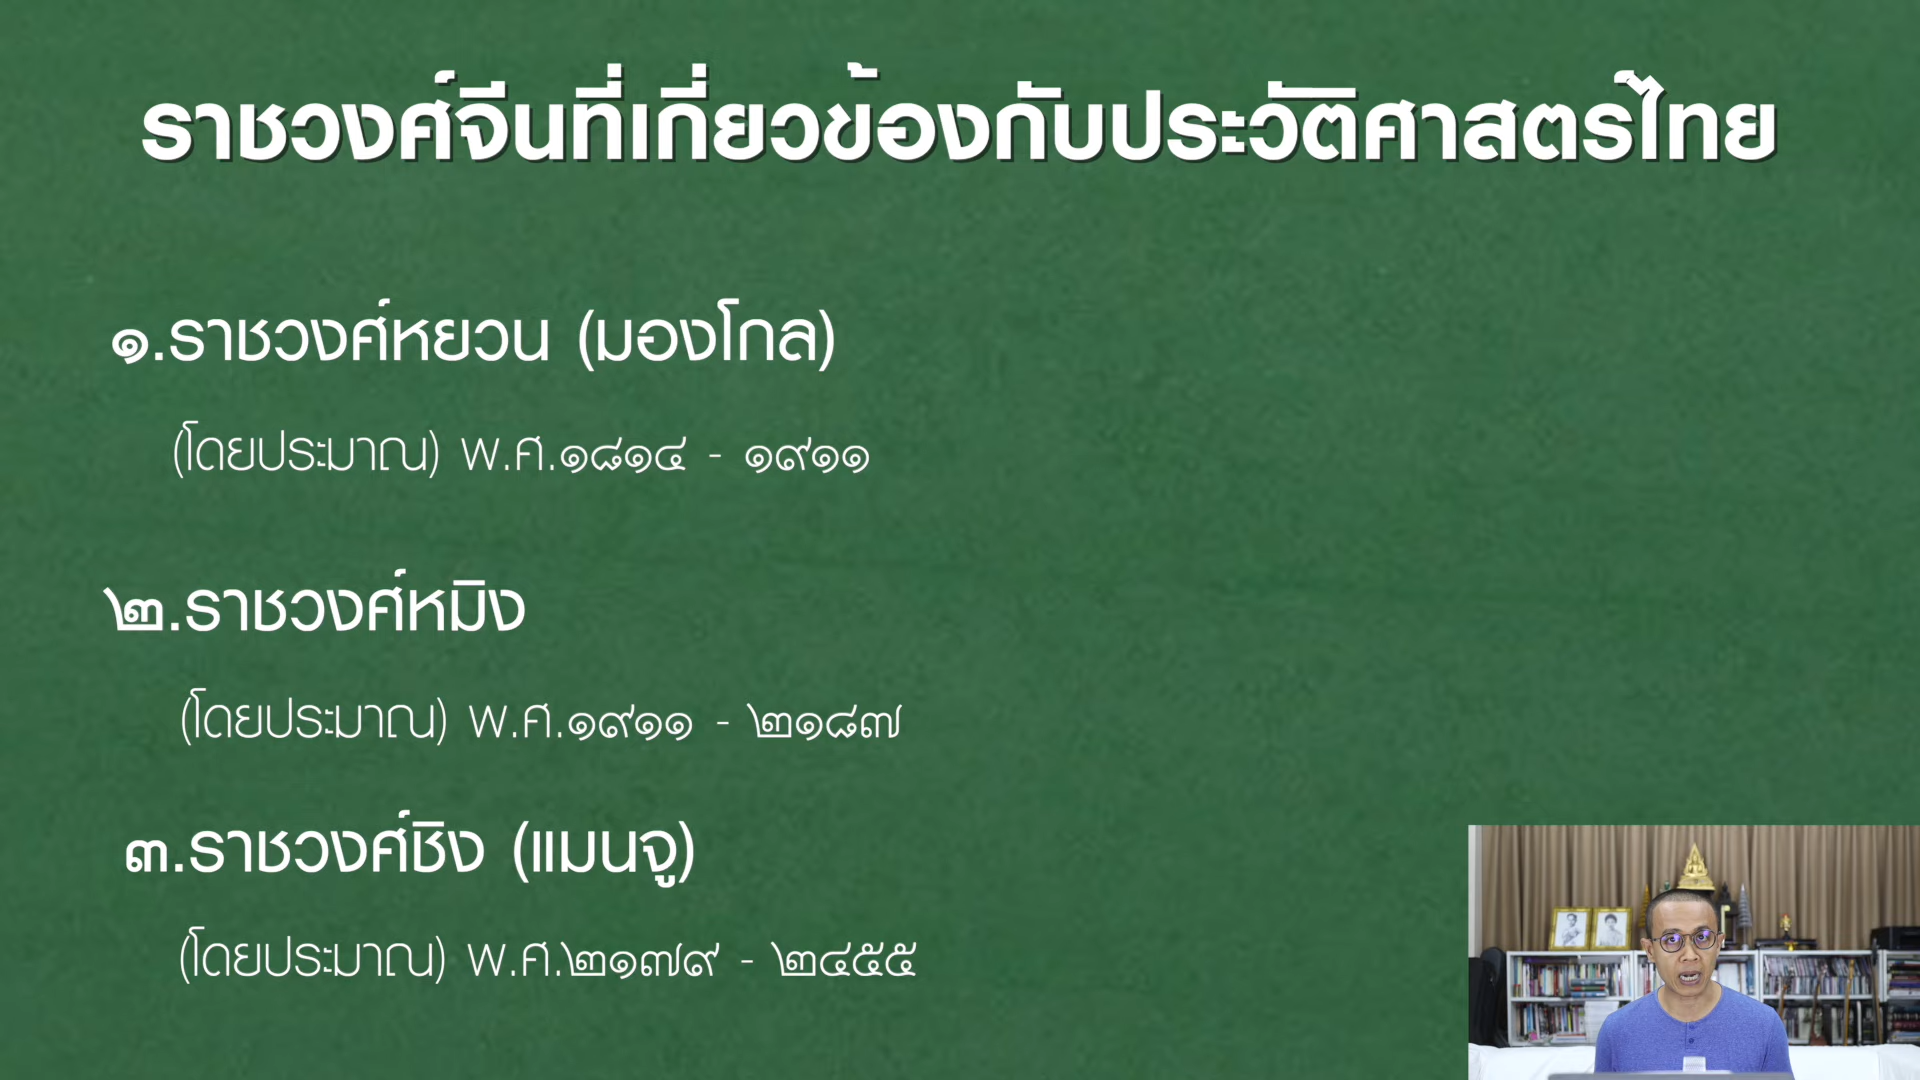 ราชวงศ์จีนที่เกี่ยวข้องกับประวัติศาสตร์ไทย
๑.ราชวงศ์หยวน (มองโกล)
(โดยประมาณ) พ.ศ.๑๘๑๔ - ๑๙๑๑
๒.ราชวงศ์หมิง
(โดยประมาณ) พ.ศ.๑๙๑๑ - ๒๑๘๗
๓.ราชวงศ์ชิง (แมนจู)
(โดยประมาณ) พ.ศ.๒๑๗๙ - ๒๔๕๕